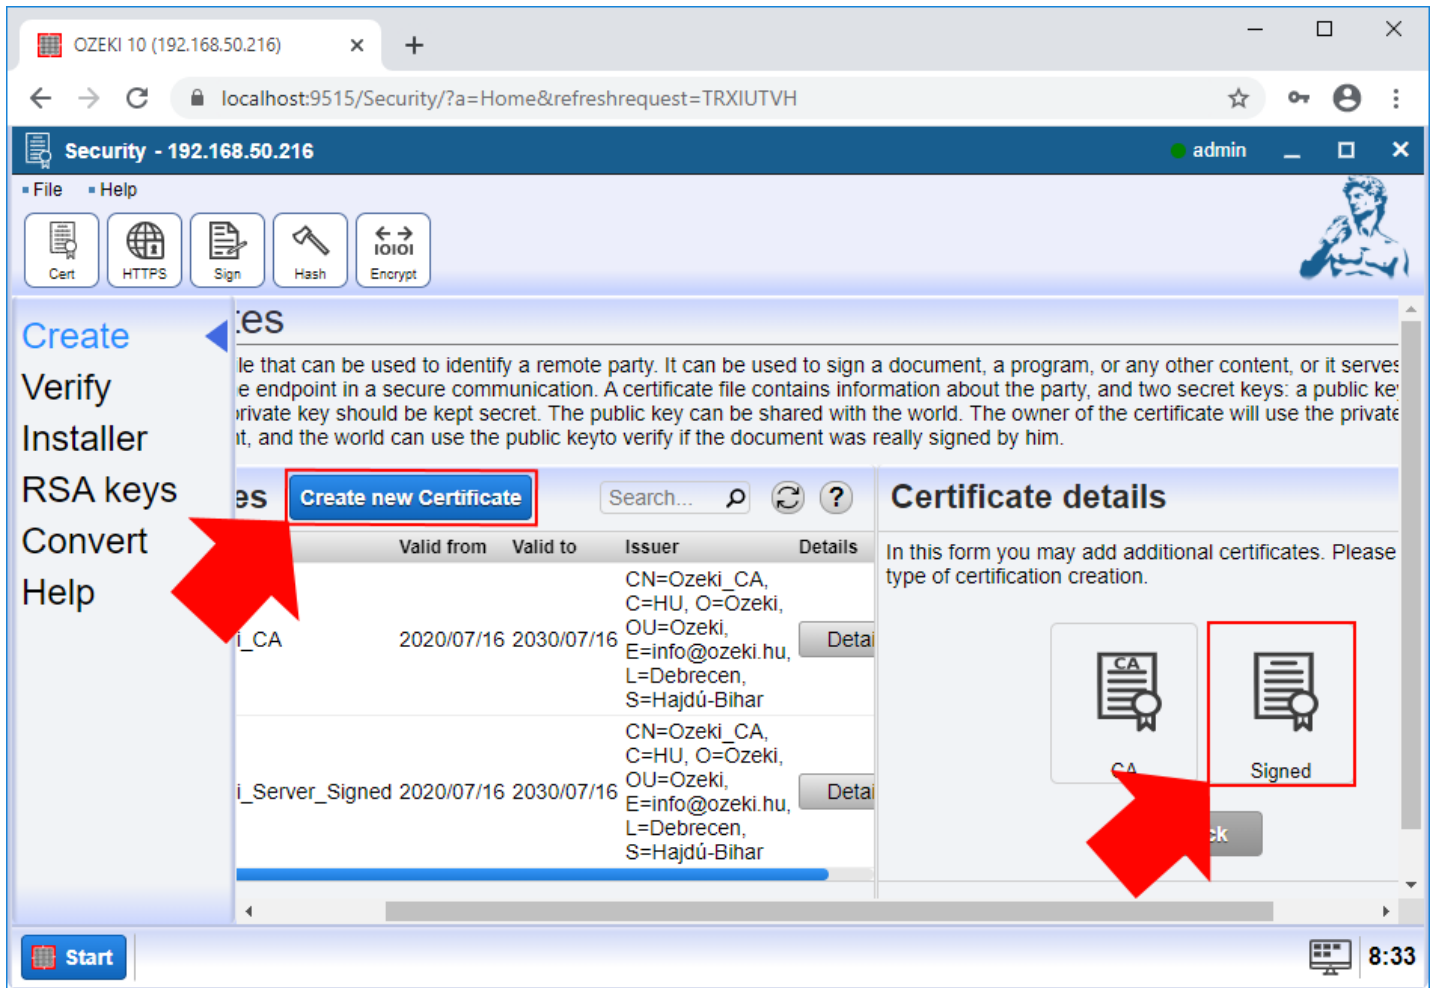 OZEKI 10 (192.168.50.216)
localhost:9515/Security/?a=Home&refreshrequest=TRXIUTVH
Security - 192.168.50.216
admin
File
Help
Cert
HTTPS
Sign
Hash
IOIOI
Encrypt
Create
Verify
Installer
RSA keys
Convert
Help
tes
le that can be used to identify a remote party. It can be used to sign a document, a program, or any other content, or it serves
e endpoint in a secure communication. A certificate file contains information about the party, and two secret keys: a public key
private key should be kept secret. The public key can be shared with the world. The owner of the certificate will use the private
nt, and the world can use the public keyto verify if the document was really signed by him.
es
Create new Certificate
Search...
?
Valid from
Valid to
Issuer
Details
i_CA
2020/07/16
2030/07/16
CN=Ozeki_CA,
C=HU, O=Ozeki,
OU=Ozeki,
E=info@ozeki.hu,
L=Debrecen,
S=Hajdú-Bihar
Detai
i_Server_Signed
2020/07/16
2030/07/16
CN=Ozeki_CA,
C=HU, O=Ozeki,
OU=Ozeki,
E=info@ozeki.hu,
L=Debrecen,
S=Hajdú-Bihar
Detai
Certificate details
In this form you may add additional certificates. Please
type of certification creation.
CA
CA
Signed
ck
Start
8:33